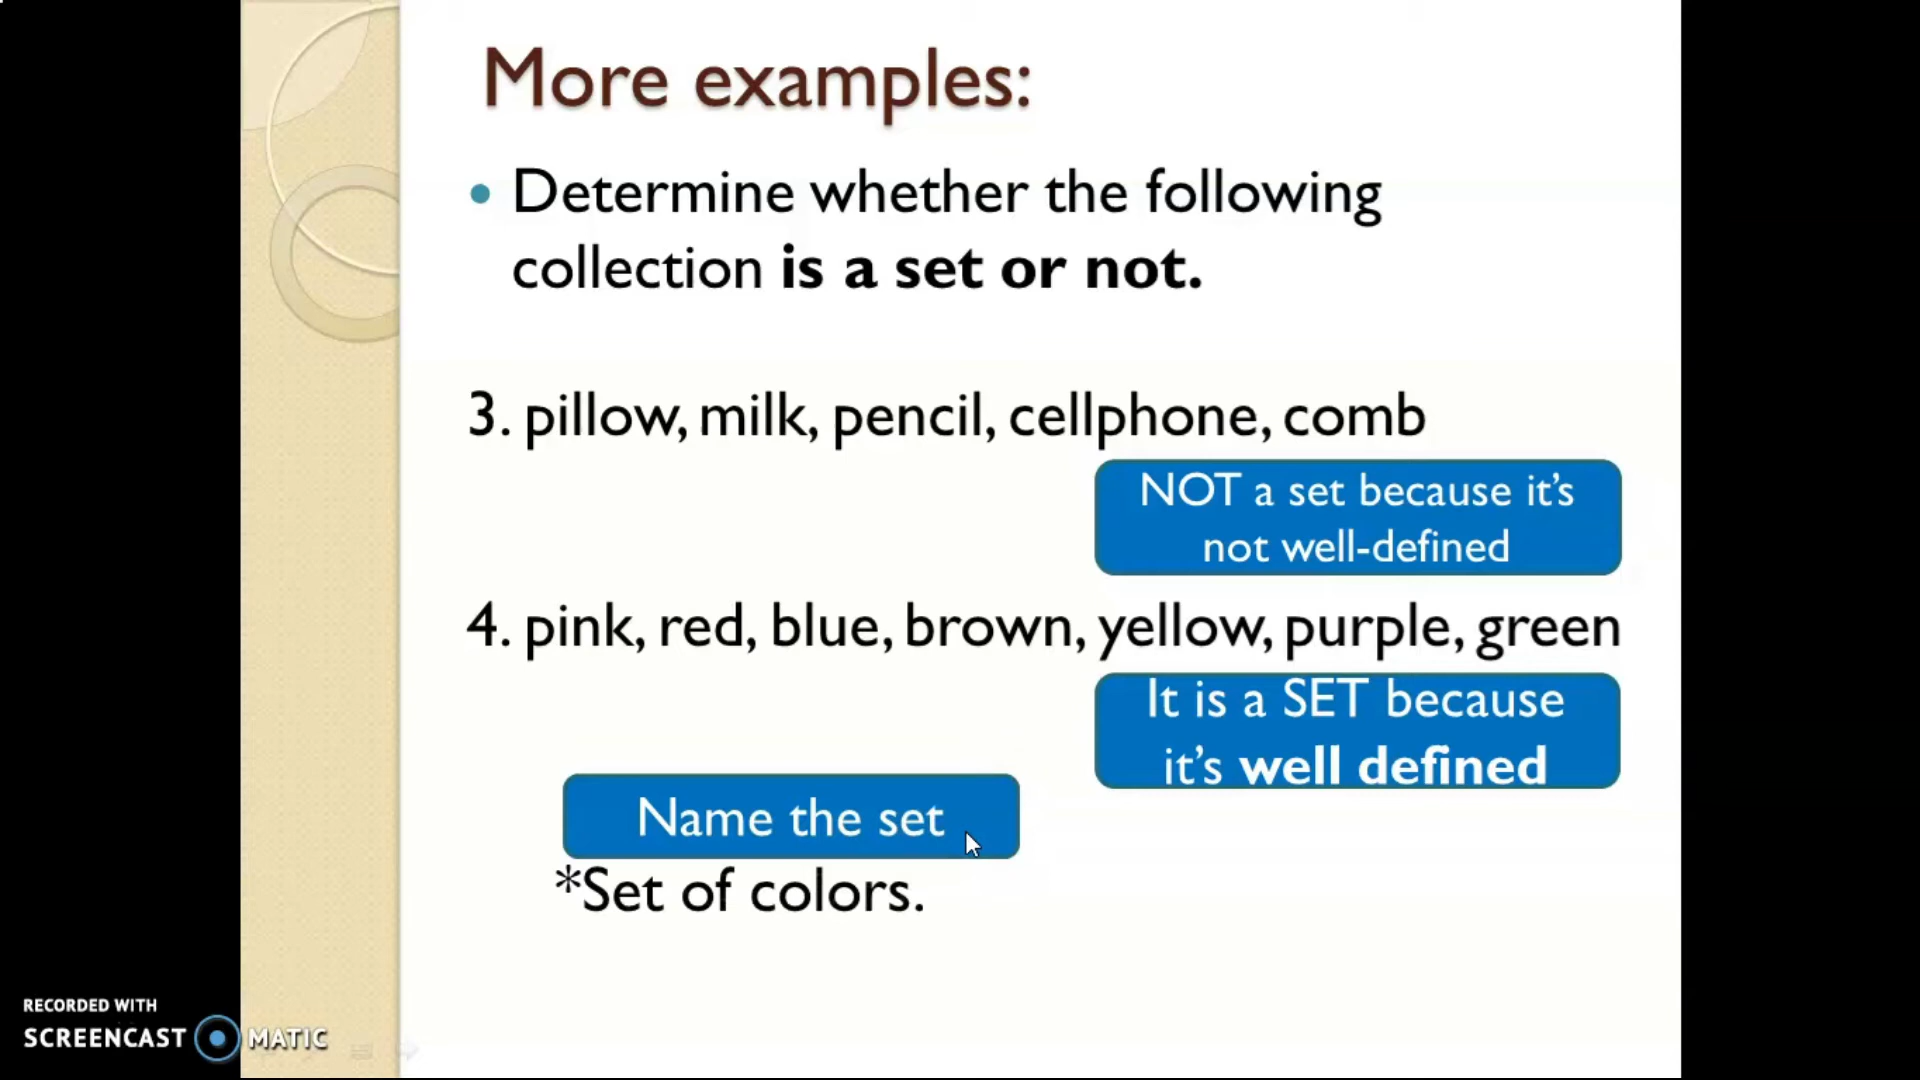 More examples:
• Determine whether the following
collection is a set or not.
3. pillow, milk, pencil, cellphone, comb
NOT a set because it's
not well-defined
4. pink, red, blue, brown, yellow, purple, green
It is a SET because
it's well defined
Name the set
*Set of colors.
RECORDED WITH
SCREENCAST MATIC